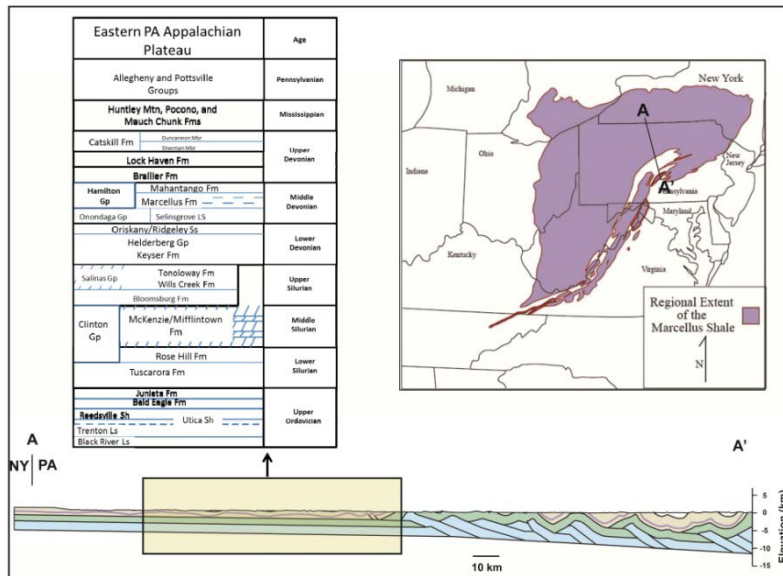 Eastern PA Appalachian
Plateau
Age
Allegheny and Pottsville
Groups
Pennsylvanian
Huntley Mtn, Pocono, and
Mauch Chunk Fms
Mississippian
Catskill Fm
Duncannon Mbr
Sherman Mbr
Lock Haven Fm
Brallier Fm
Upper
Devonian
Hamilton
Gp
Mahantango Fm
Marcellus Fm
Onondaga Gp
Selinsgrove LS
Middle
Devonian
Oriskany/Ridgeley Ss
Helderberg Gp
Keyser Fm
Lower
Devonian
Salinas Gp
Tonoloway Fm
Wills Creek Fm
Bloomsburg Fm
Upper
Silurian
Clinton
Gp
McKenzie/Mifflintown
Fm
Middle
Silurian
Rose Hill Fm
Tuscarora Fm
Lower
Silurian
Juniata Fm
Bald Eagle Fm
Reedsville Sh
Utica Sh
Trenton Ls
Black River Ls
Upper
Ordovician
Michigan
New York
A
Indiana
Ohio
New
Jersey
A'
nsylvania
Maryland
Kentucky
Virginia
Regional Extent
of the
Marcellus Shale
N
A
NY PA
A'
0
-5
-10
-15
Elevation (km)
10 km